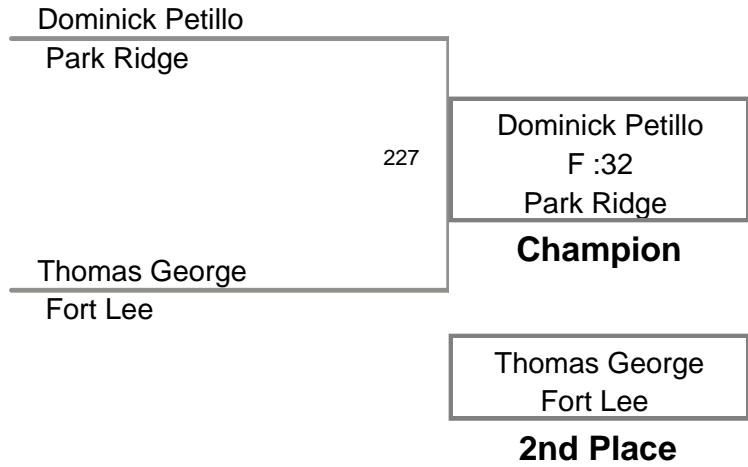 Dominick Petillo
Park Ridge
227
Thomas George
Fort Lee
Dominick Petillo
F :32
Park Ridge
Champion
Thomas George
Fort Lee
2nd Place